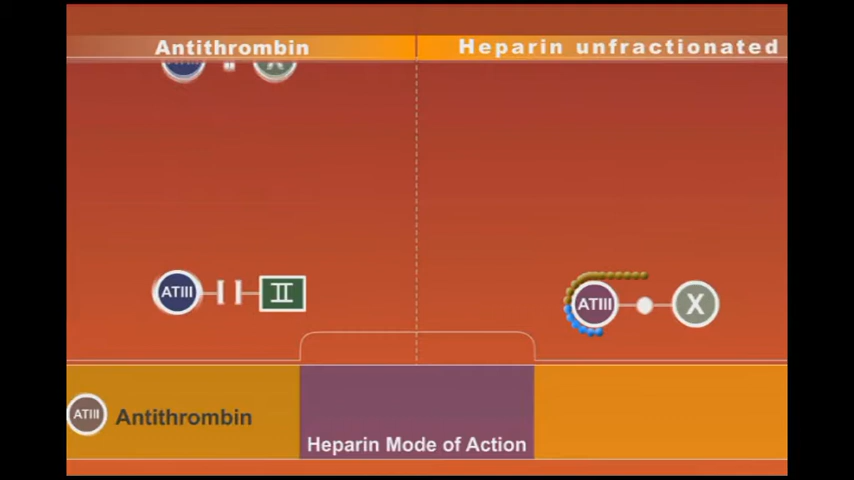 Antithrombin
Heparin unfractionated
ATIII
II
ATIII
X
ATIII
Antithrombin
Heparin Mode of Action